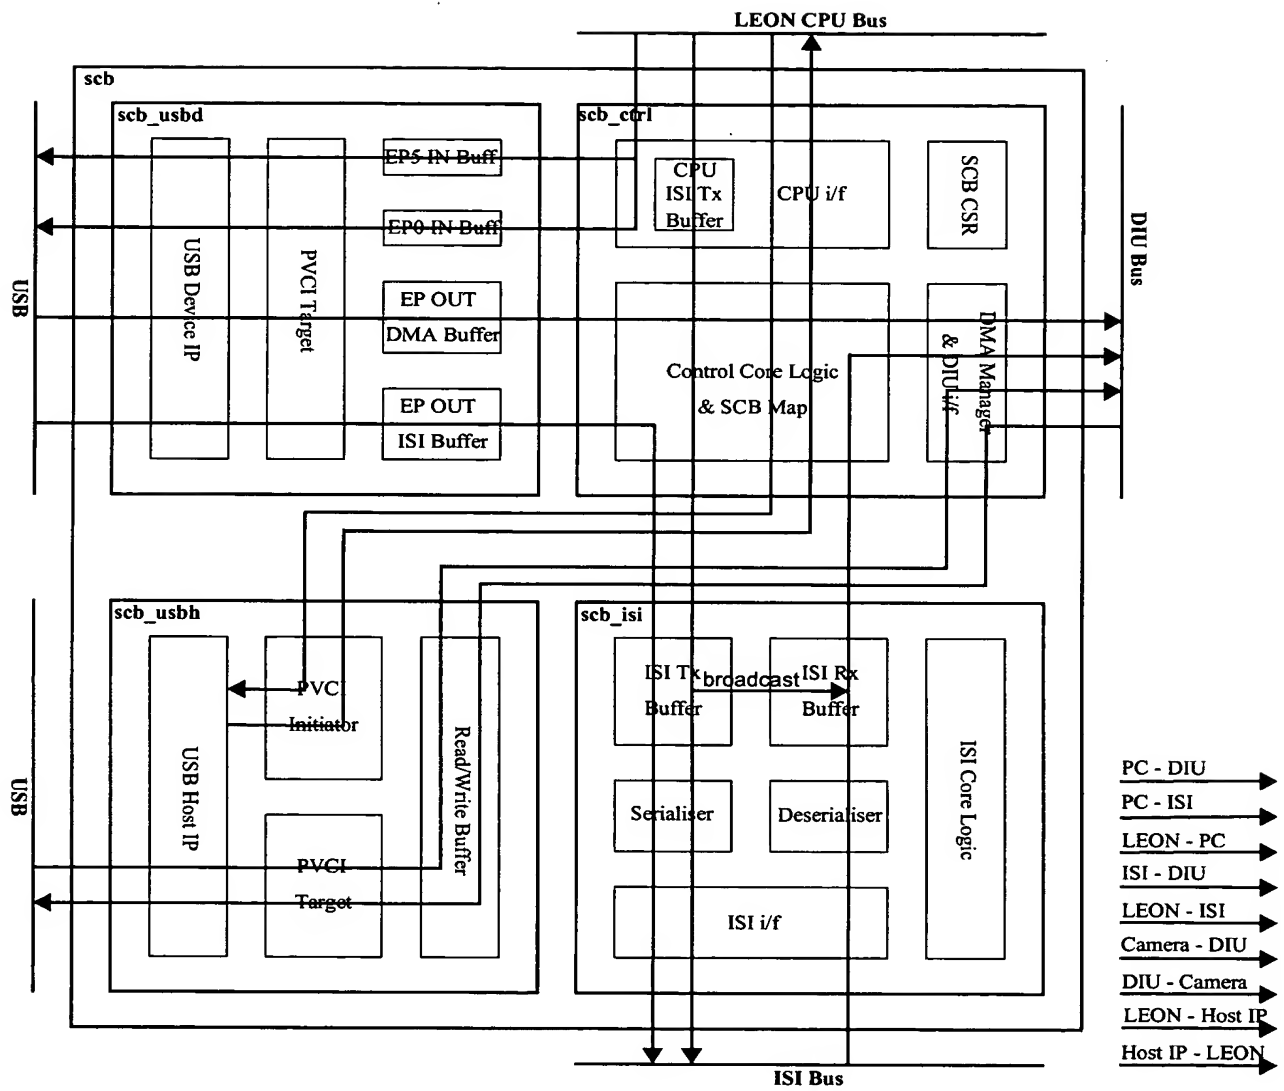 LEON CPU Bus
scb
scb_usbd
scb_ctrl
EP5 IN Buff
EP0 IN Buff
EP OUT
DMA Buffer
EP OUT
ISI Buffer
USB Device IP
PVCI Target
USB
CPU
ISI Tx
Buffer
CPU i/f
SCB CSR
Control Core Logic
& SCB Map
DMA Manager
& DIU i/f
DIU Bus
scb_usbh
scb_isi
USB
USB Host IP
PVCI
Initiator
PVCI
Target
Read/Write Buffer
ISI Tx
Buffer
broadcast
ISI Rx
Buffer
Serialiser
Deserialiser
ISI i/f
ISI Core Logic
ISI Bus
PC - DIU
PC - ISI
LEON - PC
ISI - DIU
LEON - ISI
Camera - DIU
DIU - Camera
LEON - Host IP
Host IP - LEON